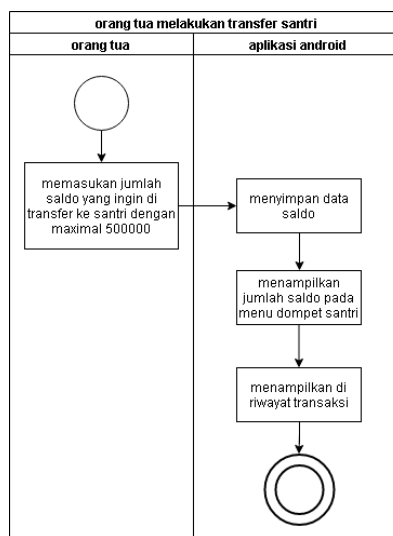 orang tua melakukan transfer santri
orang tua
aplikasi android
memasukan jumlah
saldo yang ingin di
transfer ke santri dengan
maximal 500000
menyimpan data
saldo
menampilkan
jumlah saldo pada
menu dompet santri
menampilkan di
riwayat transaksi